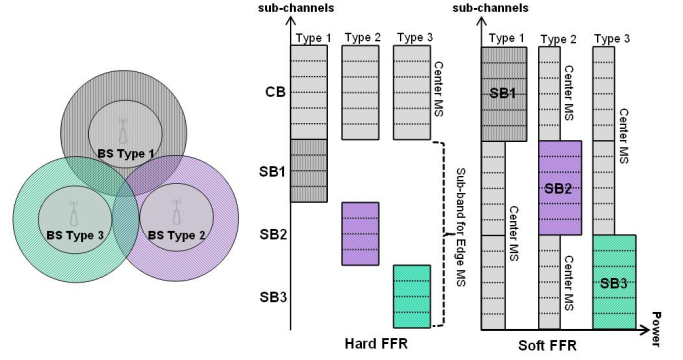 BS Type 1
BS Type 3
BS Type 2
sub-channels
Type 1
Type 2
Type 3
CB
SB1
SB2
SB3
Center MS
Sub-band for Edge MS
Hard FFR
sub-channels
Type 1
Type 2
Type 3
SB1
Center MS
Center MS
SB2
Center MS
Center MS
SB3
Power
Soft FFR